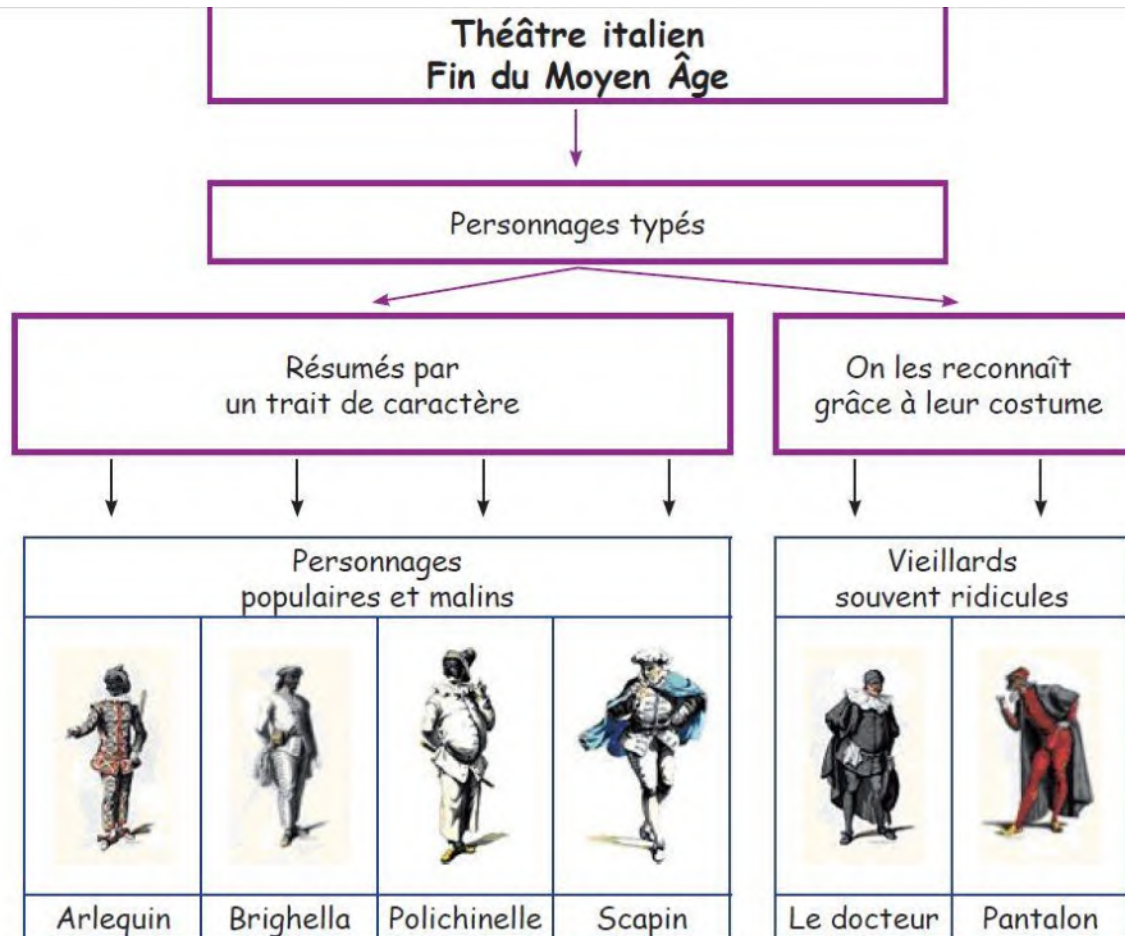 Théâtre italien
Fin du Moyen Âge
Personnages typés
Résumés par
un trait de caractère
On les reconnaît
grâce à leur costume
Personnages
populaires et malins
Vieillards
souvent ridicules
Arlequin
Brighella
Polichinelle
Scapin
Le docteur
Pantalon